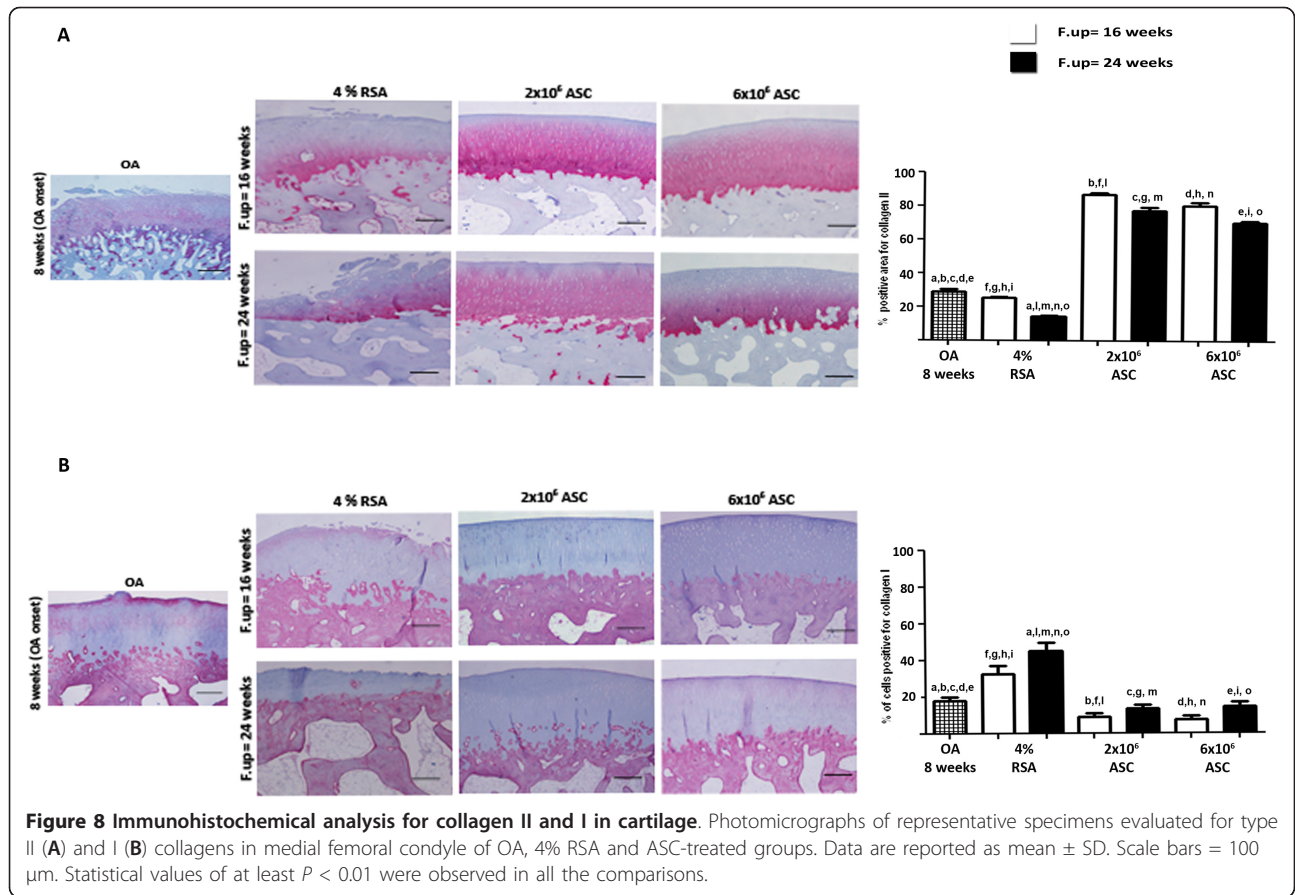 A
F.up= 16 weeks
F.up= 24 weeks
4 % RSA
2x10⁶ ASC
6x10⁶ ASC
OA
8 weeks (OA onset)
F.up= 16 weeks
F.up = 24 weeks
% positive area for collagen II
100
80
60
40
20
a,b,c,d,e
f,g,h,i
a,l,m,n,o
b,f,l
c,g, m
d,h, n
e,i, o
OA
8 weeks
4%
RSA
2x10⁶
ASC
6x10⁶
ASC
B
4 % RSA
2x10⁶ ASC
6x10⁶ ASC
OA
8 weeks (OA onset)
F.up= 16 weeks
F.up = 24 weeks
% of cells positive for collagen I
100
80
60
40
20
a,b,c,d,e
f,g,h,i
a,l,m,n,o
b,f,l
c,g, m
d,h, n
e,i, o
OA
8 weeks
4%
RSA
2x10⁶
ASC
6x10⁶
ASC
Figure 8 Immunohistochemical analysis for collagen II and I in cartilage. Photomicrographs of representative specimens evaluated for type
II (A) and I (B) collagens in medial femoral condyle of OA, 4% RSA and ASC-treated groups. Data are reported as mean ± SD. Scale bars = 100
μm. Statistical values of at least P < 0.01 were observed in all the comparisons.